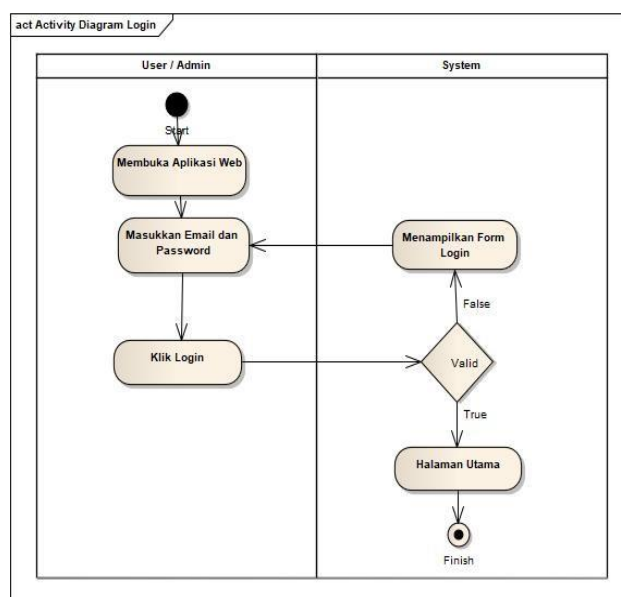 act Activity Diagram Login
User / Admin
System
Start
Membuka Aplikasi Web
Masukkan Email dan
Password
Menampilkan Form
Login
False
Klik Login
Valid
True
Halaman Utama
Finish